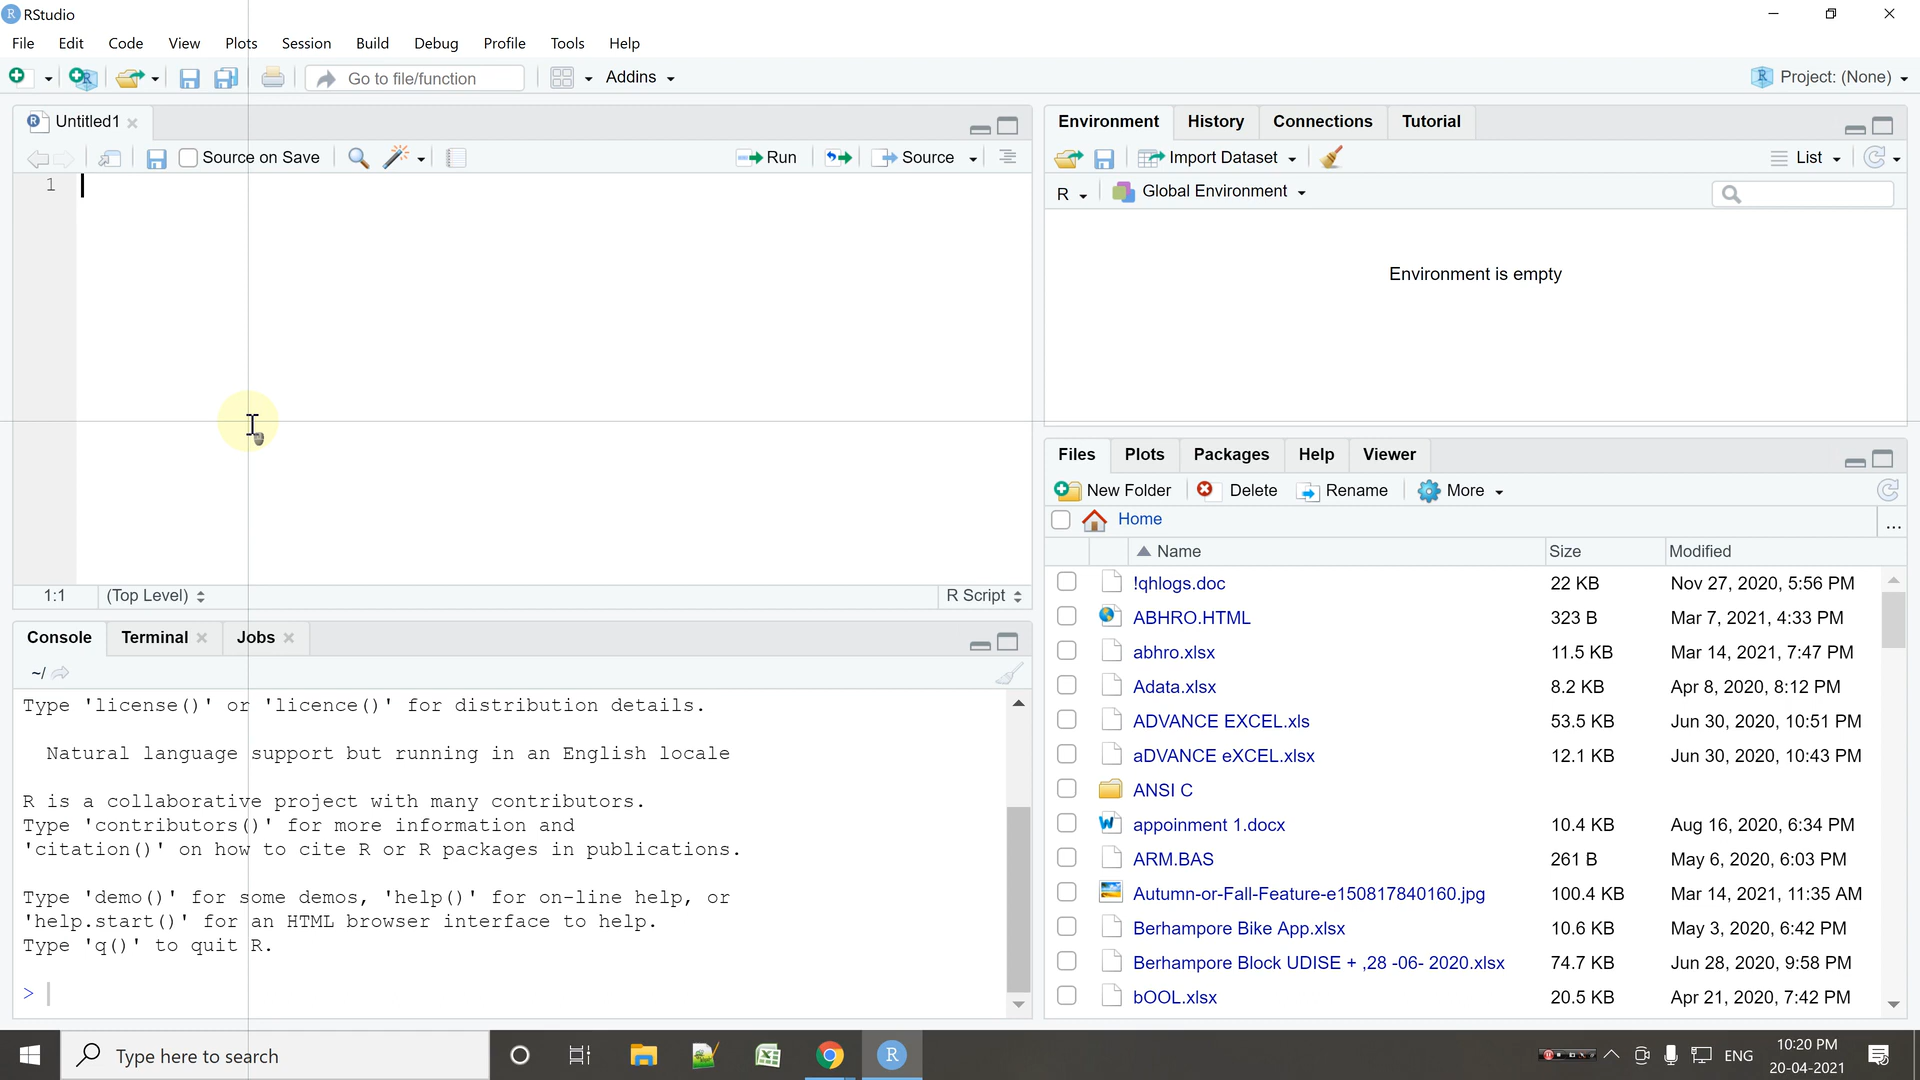 RStudio
File Edit Code View Plots Session Build Debug Profile Tools Help
Go to file/function Addins Project: (None)
Untitled1
Source on Save Run Source
1
1:1 (Top Level) R Script
Console Terminal Jobs
~/
Type 'license()' or 'licence()' for distribution details.
Natural language support but running in an English locale
R is a collaborative project with many contributors.
Type 'contributors()' for more information and
'citation()' on how to cite R or R packages in publications.
Type 'demo()' for some demos, 'help()' for on-line help, or
'help.start()' for an HTML browser interface to help.
Type 'q()' to quit R.
>
Environment History Connections Tutorial
Import Dataset List
R Global Environment
Environment is empty
Files Plots Packages Help Viewer
New Folder Delete Rename More
Home ...
Name Size Modified
!qhlogs.doc 22 KB Nov 27, 2020, 5:56 PM
ABHRO.HTML 323 B Mar 7, 2021, 4:33 PM
abhro.xlsx 11.5 KB Mar 14, 2021, 7:47 PM
Adata.xlsx 8.2 KB Apr 8, 2020, 8:12 PM
ADVANCE EXCEL.xls 53.5 KB Jun 30, 2020, 10:51 PM
aDVANCE eXCEL.xlsx 12.1 KB Jun 30, 2020, 10:43 PM
ANSI C
appoinment 1.docx 10.4 KB Aug 16, 2020, 6:34 PM
ARM.BAS 261 B May 6, 2020, 6:03 PM
Autumn-or-Fall-Feature-e150817840160.jpg 100.4 KB Mar 14, 2021, 11:35 AM
Berhampore Bike App.xlsx 10.6 KB May 3, 2020, 6:42 PM
Berhampore Block UDISE + ,28 -06- 2020.xlsx 74.7 KB Jun 28, 2020, 9:58 PM
bOOL.xlsx 20.5 KB Apr 21, 2020, 7:42 PM
Type here to search
ENG
10:20 PM
20-04-2021